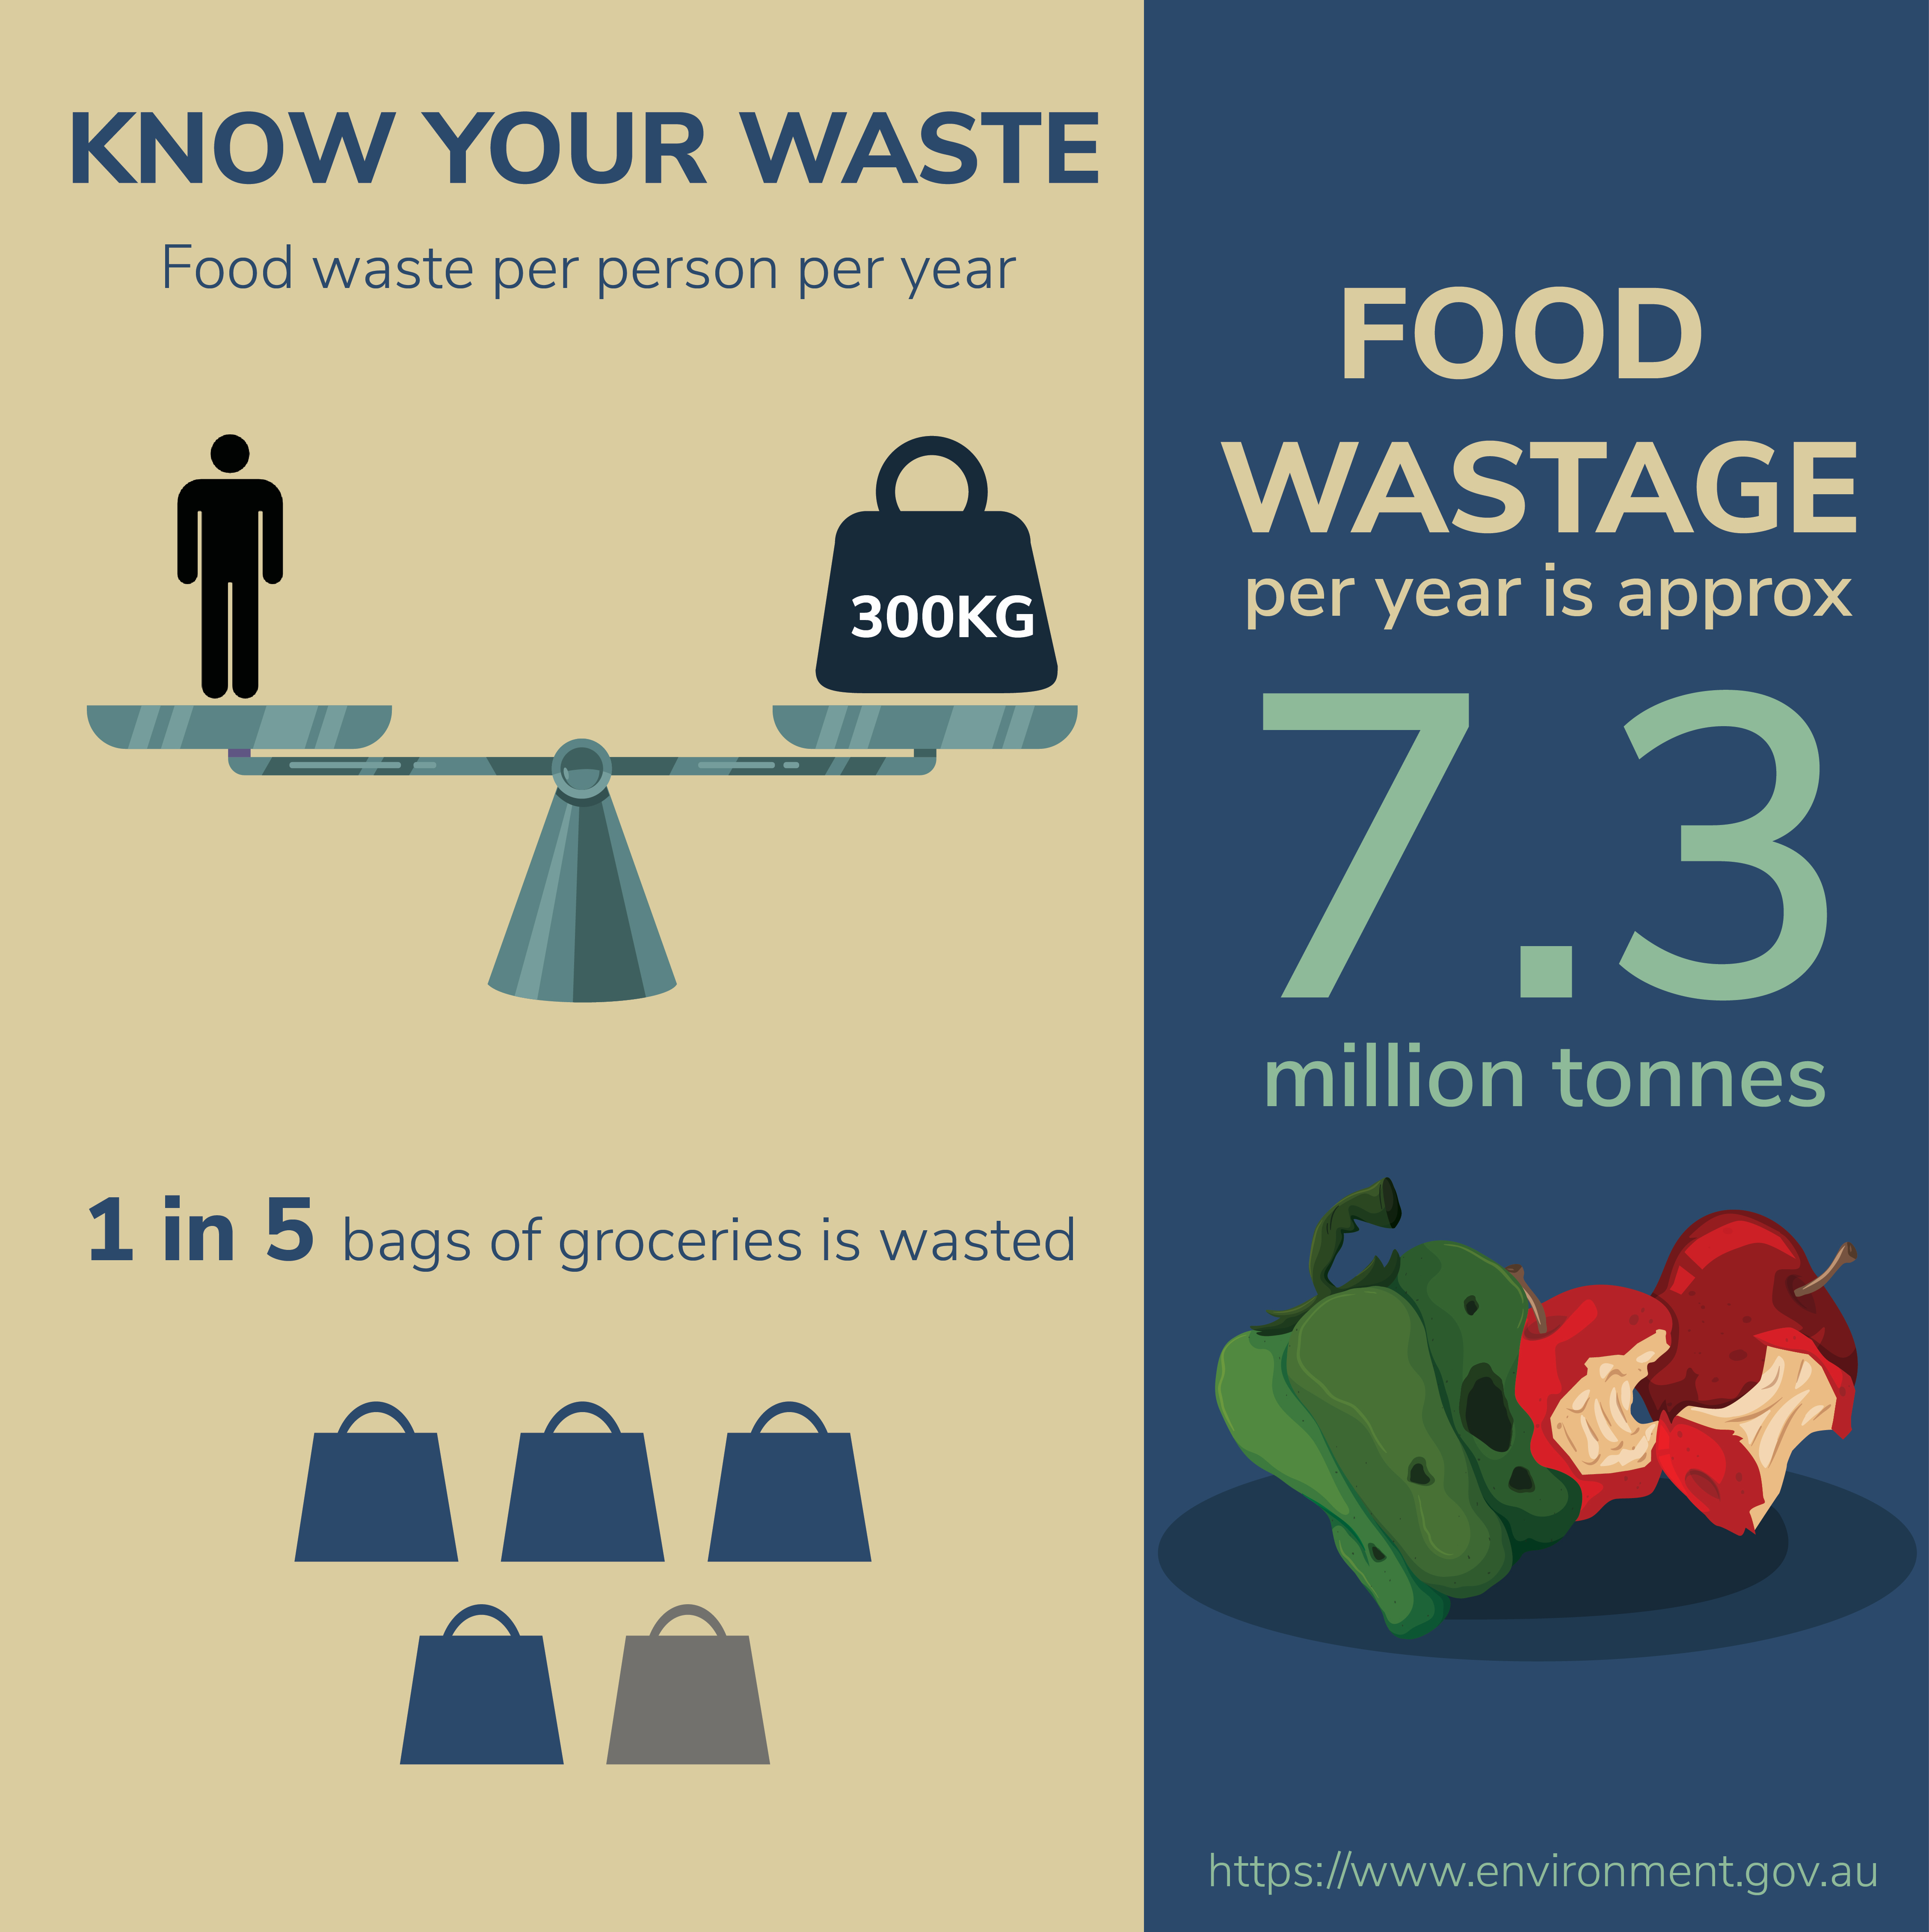 KNOW YOUR WASTE
Food waste per person per year
300KG
1 in 5 bags of groceries is wasted
FOOD
WASTAGE
per year is approx
7.3
million tonnes
https://www.environment.gov.au